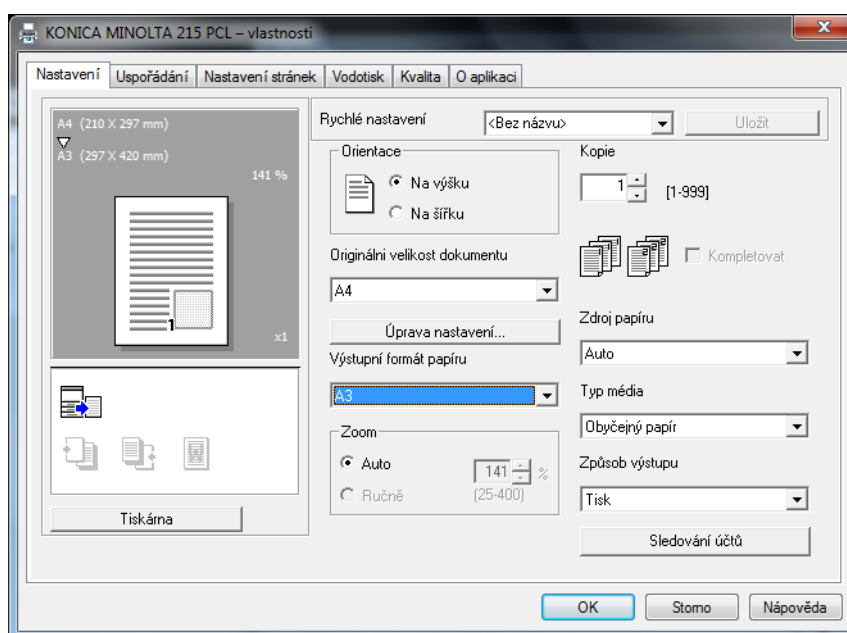 KONICA MINOLTA 215 PCL – vlastnosti
Nastavení Uspořádání Nastavení stránek Vodotisk Kvalita O aplikaci
A4 (210 X 297 mm)
A3 (297 X 420 mm)
141 %
1
x1
Tiskárna
Rychlé nastavení <Bez názvu> Uložit
Orientace
Na výšku
Na šířku
Originálni velikost dokumentu
A4
Úprava nastavení...
Výstupní formát papíru
A3
Zoom
Auto 141 %
Ručně (25-400)
Kopie
1 [1-999]
Kompletovat
Zdroj papíru
Auto
Typ média
Obyčejný papír
Způsob výstupu
Tisk
Sledování účtů
OK Storno Nápověda